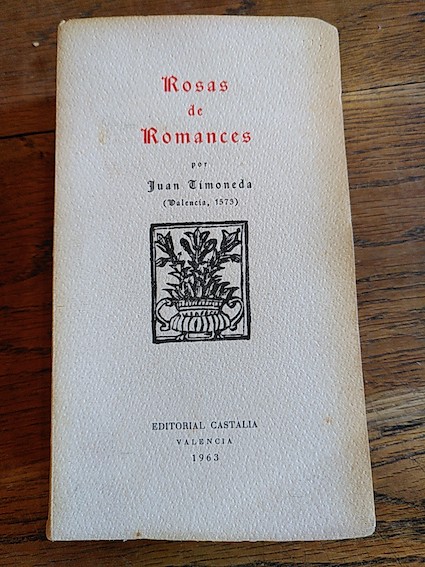 Rosas
de
Romances
por
Juan Timoneda
(Valencia, 1573)
EDITORIAL CASTALIA
VALENCIA
1963